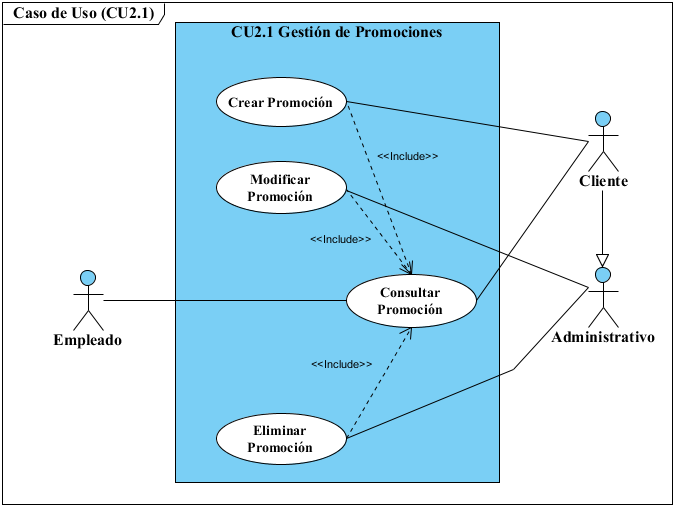 Caso de Uso (CU2.1)
CU2.1 Gestión de Promociones
Crear Promoción
<<Include>>
Modificar
Promoción
Cliente
<<Include>>
Consultar
Promoción
Empleado
Administrativo
<<Include>>
Eliminar
Promoción